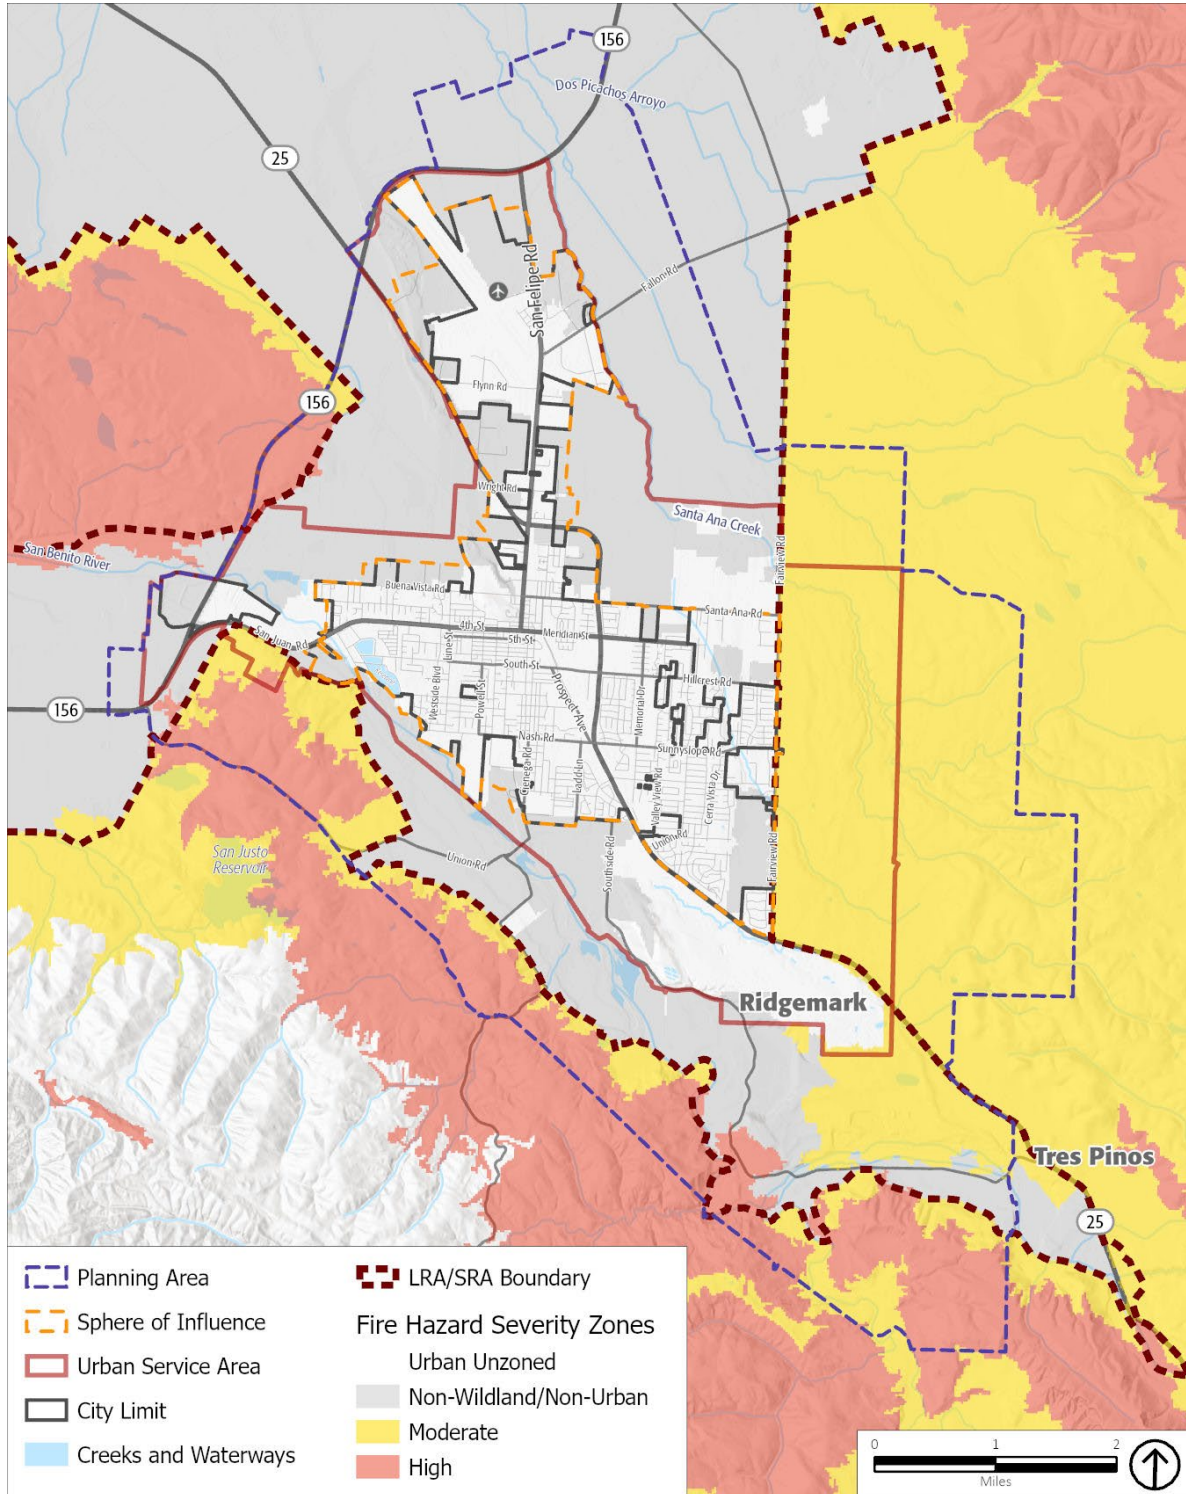 156
Dos Picachos Arroyo
25
San Felipe Rd
Fallon Rd
Flynn Rd
156
Wright Rd
Santa Ana Creek
Fairview Rd
San Benito River
Buena Vista Rd
Santa Ana Rd
4th St
Meridian St
5th St
San Juan Rd
Line St
South St
Hillcrest Rd
Westside Blvd
Powell St
Prospect Ave
Memorial Dr
156
Nash Rd
Sunnyslope Rd
Cienega Rd
Ladd Ln
Valley View Rd
Cerra Vista Dr
Union Rd
Fairview Rd
San Justo
Reservoir
Union Rd
Southside Rd
Ridgemark
Tres Pinos
25
Planning Area
Sphere of Influence
Urban Service Area
City Limit
Creeks and Waterways
LRA/SRA Boundary
Fire Hazard Severity Zones
Urban Unzoned
Non-Wildland/Non-Urban
Moderate
High
0 1 2
Miles